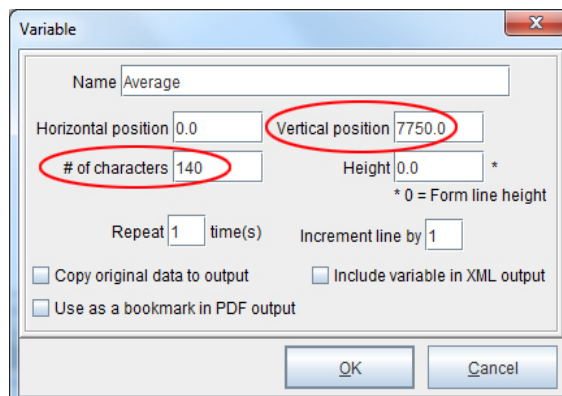 Variable
Name Average
Horizontal position 0.0 Vertical position 7750.0
# of characters 140 Height 0.0 *
* 0 = Form line height
Repeat 1 time(s) Increment line by 1
Copy original data to output Include variable in XML output
Use as a bookmark in PDF output
OK Cancel